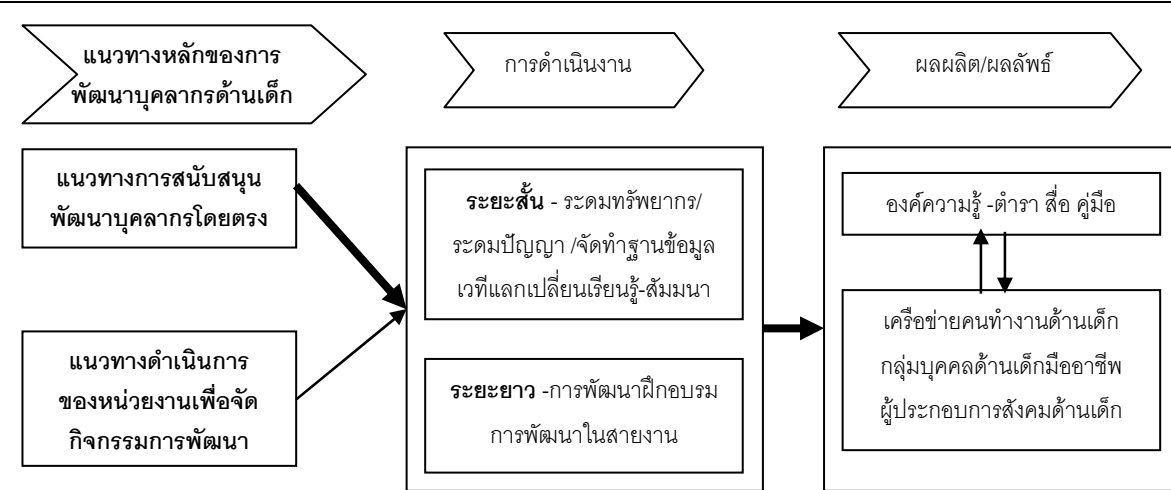 แนวทางหลักของการ
พัฒนาบุคลากรด้านเด็ก
การดำเนินงาน
ผลผลิต/ผลลัพธ์
แนวทางการสนับสนุน
พัฒนาบุคลากรโดยตรง
แนวทางดำเนินการ
ของหน่วยงานเพื่อจัด
กิจกรรมการพัฒนา
ระยะสั้น - ระดมทรัพยากร/
ระดมปัญญา /จัดทำฐานข้อมูล
เวทีแลกเปลี่ยนเรียนรู้-สัมมนา
ระยะยาว -การพัฒนาฝึกอบรม
การพัฒนาในสายงาน
องค์ความรู้ -ตำรา สื่อ คู่มือ
เครือข่ายคนทำงานด้านเด็ก
กลุ่มบุคคลด้านเด็กมืออาชีพ
ผู้ประกอบการสังคมด้านเด็ก